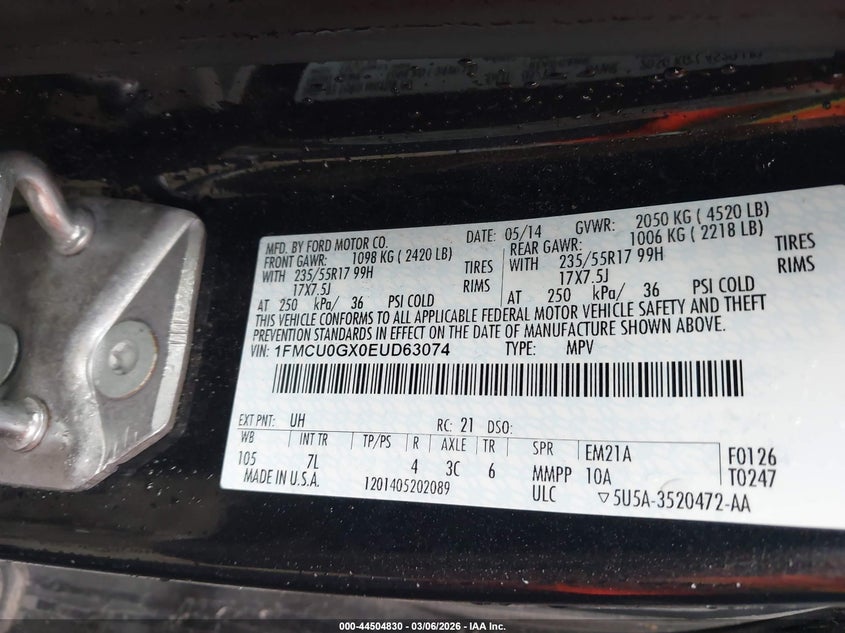 MFD. BY FORD MOTOR CO. DATE: 05/14 GVWR: 2050 KG ( 4520 LB)
FRONT GAWR: 1098 KG ( 2420 LB) REAR GAWR: 1006 KG ( 2218 LB)
WITH 235/55R17 99H TIRES WITH 235/55R17 99H TIRES
17X7.5J RIMS 17X7.5J RIMS
AT 250 kPa/ 36 PSI COLD AT 250 kPa/ 36 PSI COLD
THIS VEHICLE CONFORMS TO ALL APPLICABLE FEDERAL MOTOR VEHICLE SAFETY AND THEFT
PREVENTION STANDARDS IN EFFECT ON THE DATE OF MANUFACTURE SHOWN ABOVE.
VIN: 1FMCU0GX0EUD63074 TYPE: MPV
EXT PNT: UH RC: 21 DSO:
WB INT TR TP/PS R AXLE TR SPR EM21A F0126
105 7L 4 3C 6 MMPP 10A T0247
MADE IN U.S.A. 1201405202089 ULC ▽5U5A-3520472-AA
000-44504830 - 03/06/2026 - IAA Inc.